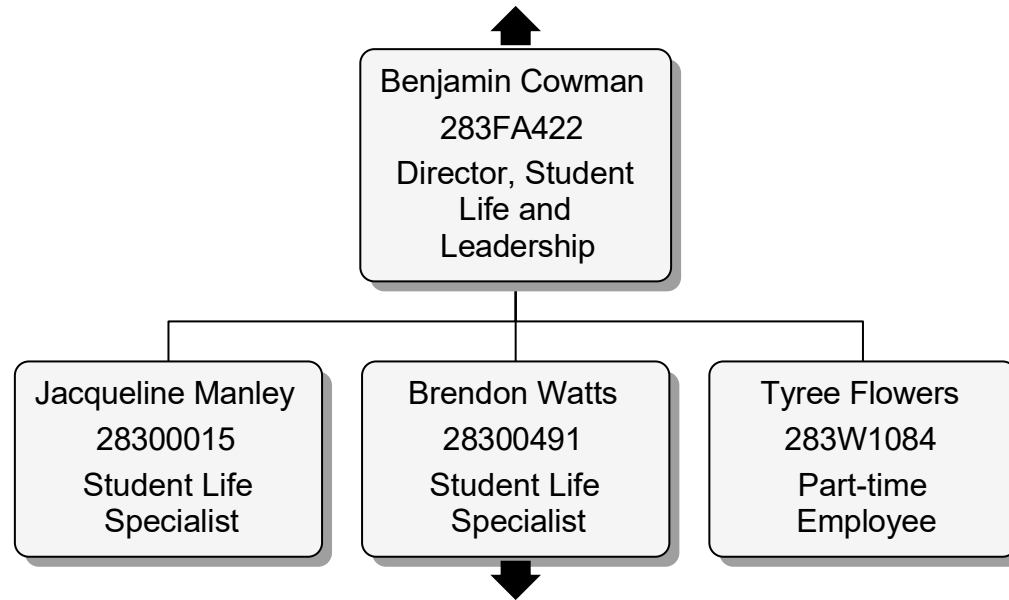 Benjamin Cowman
283FA422
Director, Student
Life and
Leadership
Jacqueline Manley
28300015
Student Life
Specialist
Brendon Watts
28300491
Student Life
Specialist
Tyree Flowers
283W1084
Part-time
Employee